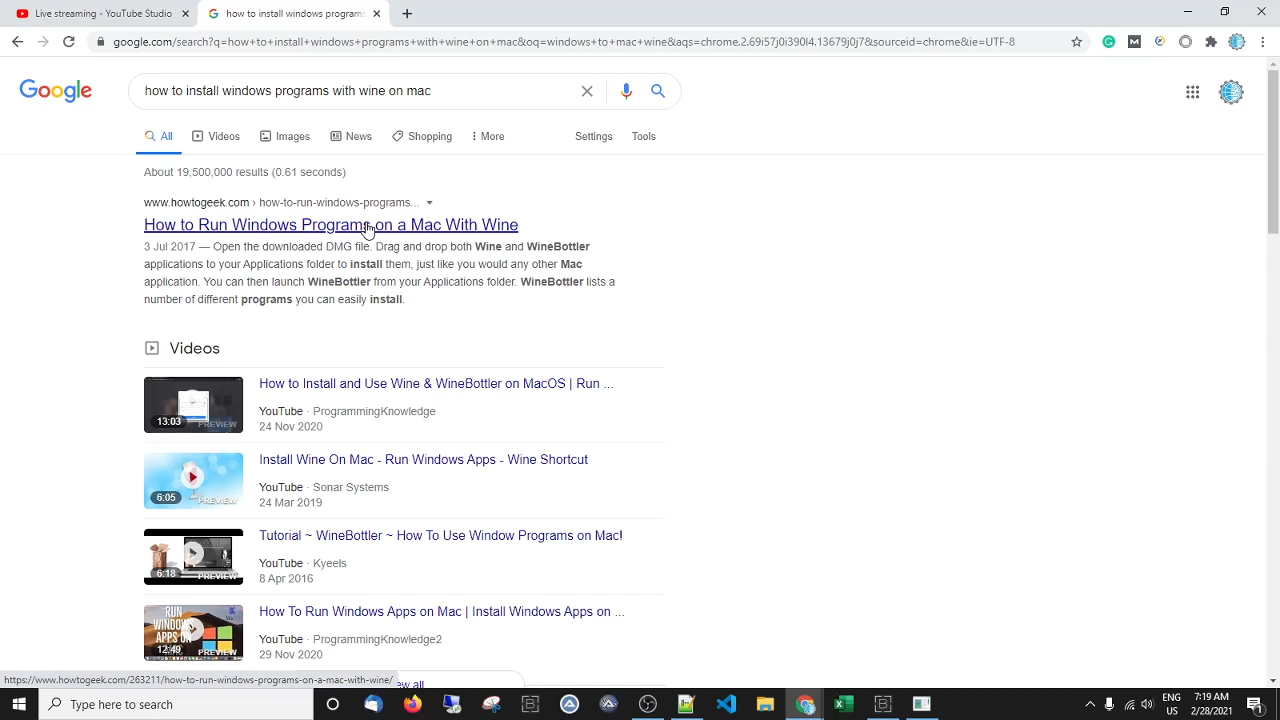 Live streaming - YouTube Studio
how to install windows programs
google.com/search?q=how+to+install+windows+programs+with+wine+on+mac&oq=windows+to+mac+wine&aqs=chrome.2.69i57j0i390l4.13679j0j7&sourceid=chrome&ie=UTF-8
Google
how to install windows programs with wine on mac
All Videos Images News Shopping More Settings Tools
About 19,500,000 results (0.61 seconds)
www.howtogeek.com › how-to-run-windows-programs...
How to Run Windows Programs on a Mac With Wine
3 Jul 2017 — Open the downloaded DMG file. Drag and drop both Wine and WineBottler
applications to your Applications folder to install them, just like you would any other Mac
application. You can then launch WineBottler from your Applications folder. WineBottler lists a
number of different programs you can easily install.
Videos
How to Install and Use Wine & WineBottler on MacOS | Run ...
13:03
PREVIEW
YouTube · ProgrammingKnowledge
24 Nov 2020
Install Wine On Mac - Run Windows Apps - Wine Shortcut
6:05
PREVIEW
YouTube · Sonar Systems
24 Mar 2019
Tutorial ~ WineBottler ~ How To Use Window Programs on Mac!
6:18
PREVIEW
YouTube · Kyeels
8 Apr 2016
How To Run Windows Apps on Mac | Install Windows Apps on ...
RUN
WINDOWS
APPS ON
12:49
PREVIEW
YouTube · ProgrammingKnowledge2
29 Nov 2020
https://www.howtogeek.com/263211/how-to-run-windows-programs-on-a-mac-with-wine/
all
Type here to search
ENG
US
7:19 AM
2/28/2021